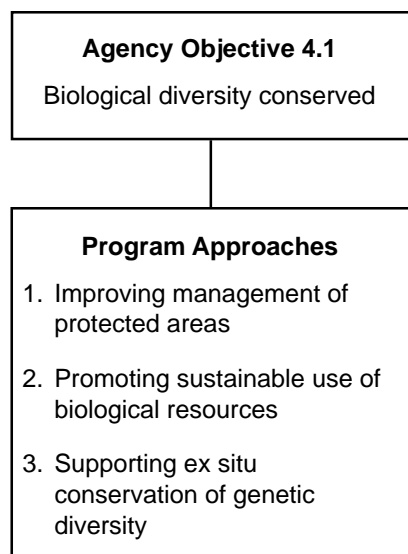 Agency Objective 4.1
Biological diversity conserved
Program Approaches
1. Improving management of
protected areas
2. Promoting sustainable use of
biological resources
3. Supporting ex situ
conservation of genetic
diversity